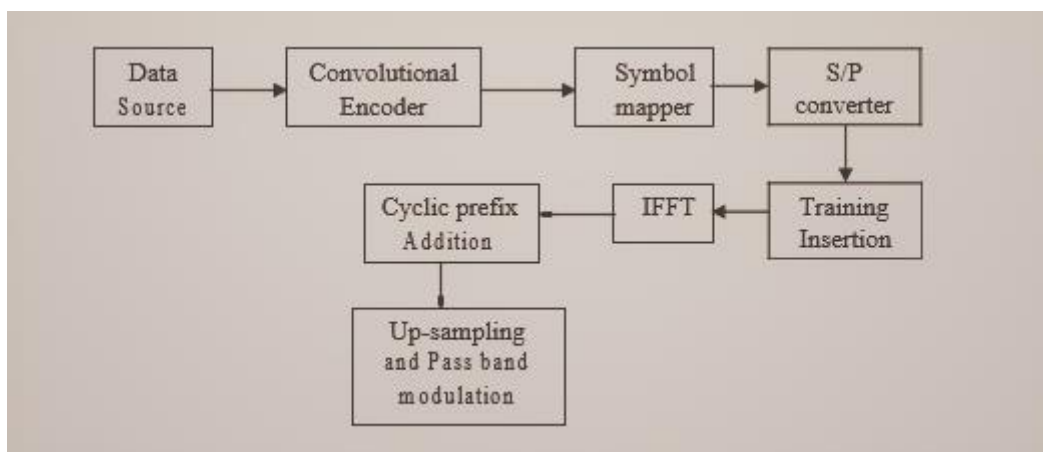 Data
Source
Convolutional
Encoder
Symbol
mapper
S/P
converter
Training
Insertion
IFFT
Cyclic prefix
Addition
Up-sampling
and Pass band
modulation